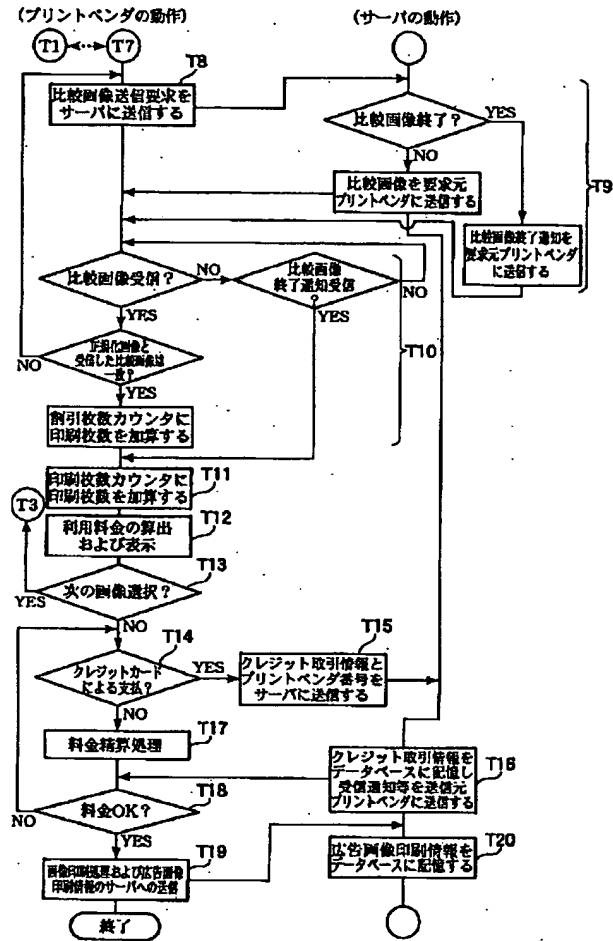 (プリントベンダの動作)
(サーバの動作)
T1
T7
T8
比較画像送信要求を
サーバに送信する
比較画像終了?
YES
NO
T9
比較画像を要求元
プリントベンダに送信する
比較画像終了通知を
要求元プリントベンダ
に送信する
比較画像受信?
NO
比較画像
終了通知受信
?
NO
YES
YES
T10
正規化画像と
受信した比較画像は
一致?
NO
YES
割引枚数カウンタに
印刷枚数を加算する
T11
印刷枚数カウンタに
印刷枚数を加算する
T3
T12
利用料金の算出
および表示
T13
次の画像選択?
YES
NO
T14
クレジットカード
による支払?
YES
T15
クレジット取引情報と
プリントベンダ番号を
サーバに送信する
NO
T17
料金精算処理
クレジット取引情報を
データベースに記憶し
受信通知等を送信元
プリントベンダに送信する
T16
T18
料金OK?
NO
YES
T19
画像印刷処理および広告画像
印刷情報のサーバへの送信
T20
広告画像印刷情報を
データベースに記憶する
終了